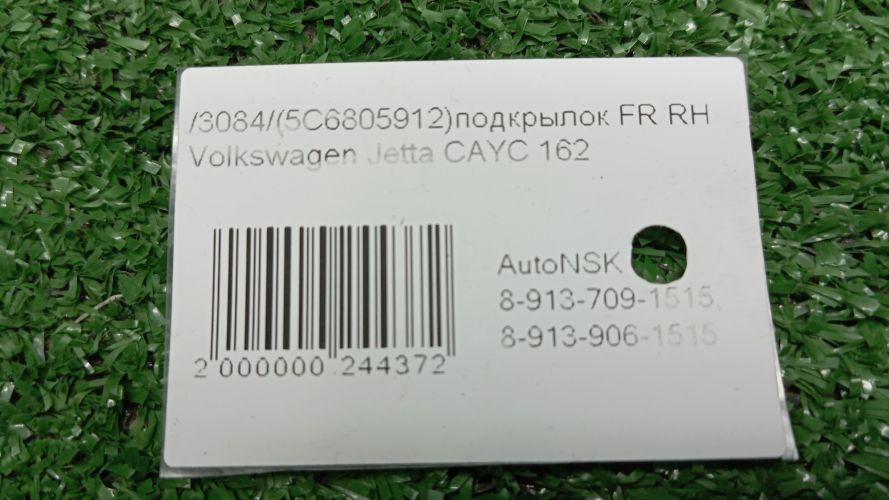 /3084/(5C6805912)подкрылок FR RH
Volkswagen Jetta CAYC 162
AutoNSK
8-913-709-1515,
8-913-906-1515
2 000000 244372